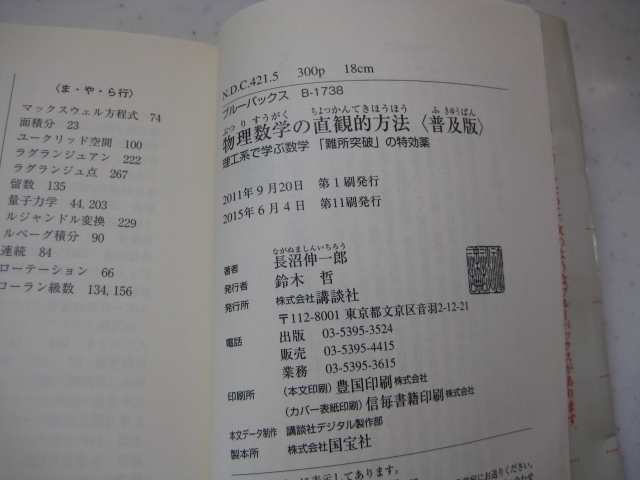 〈ま・や・ら行〉
マックスウェル方程式 74
面積分 23
ユークリッド空間 100
ラグランジュアン 222
ラグランジュ点 267
留数 135
量子力学 44, 203
ルジャンドル変換 229
ルベーグ積分 90
連続 84
ローテーション 66
ローラン級数 134, 156
N.D.C.421.5 300p 18cm
ブルーバックス B-1738
ぶつりすうがく ちょっかんてきほうほう ふきゅうばん
物理数学の直観的方法〈普及版〉
理工系で学ぶ数学「難所突破」の特効薬
2011年9月20日 第1刷発行
2015年6月4日 第11刷発行
ながぬましんいちろう
著者 長沼伸一郎
発行者 鈴木 哲
発行所 株式会社講談社
〒112-8001 東京都文京区音羽2-12-21
電話 出版 03-5395-3524
販売 03-5395-4415
業務 03-5395-3615
印刷所 (本文印刷)豊国印刷株式会社
(カバー表紙印刷)信毎書籍印刷株式会社
本文データ制作 講談社デジタル製作部
製本所 株式会社国宝社